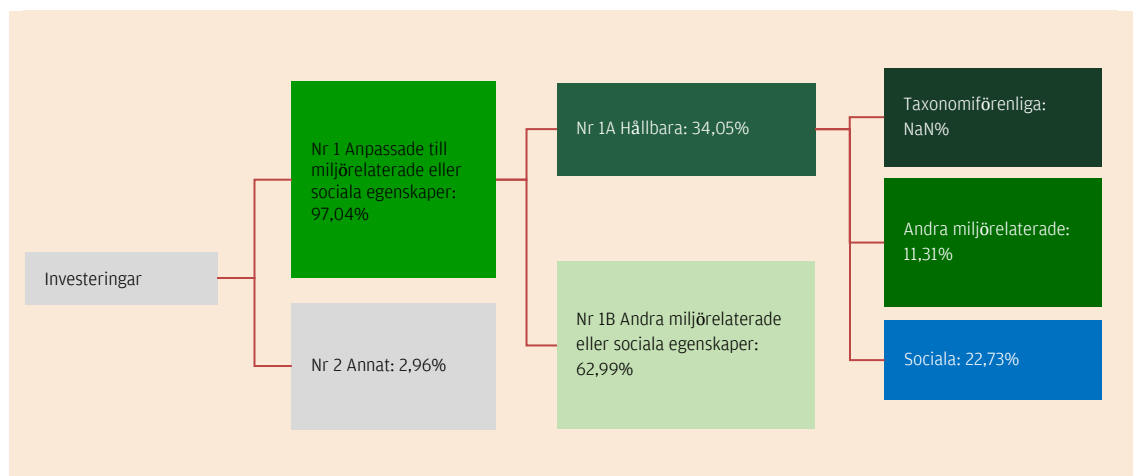 Investeringar
Nr 1 Anpassade till
miljörelaterade eller
sociala egenskaper:
97,04%
Nr 2 Annat: 2,96%
Nr 1A Hållbara: 34,05%
Nr 1B Andra miljörelaterade
eller sociala egenskaper:
62,99%
Taxonomiförenliga:
NaN%
Andra miljörelaterade:
11,31%
Sociala: 22,73%